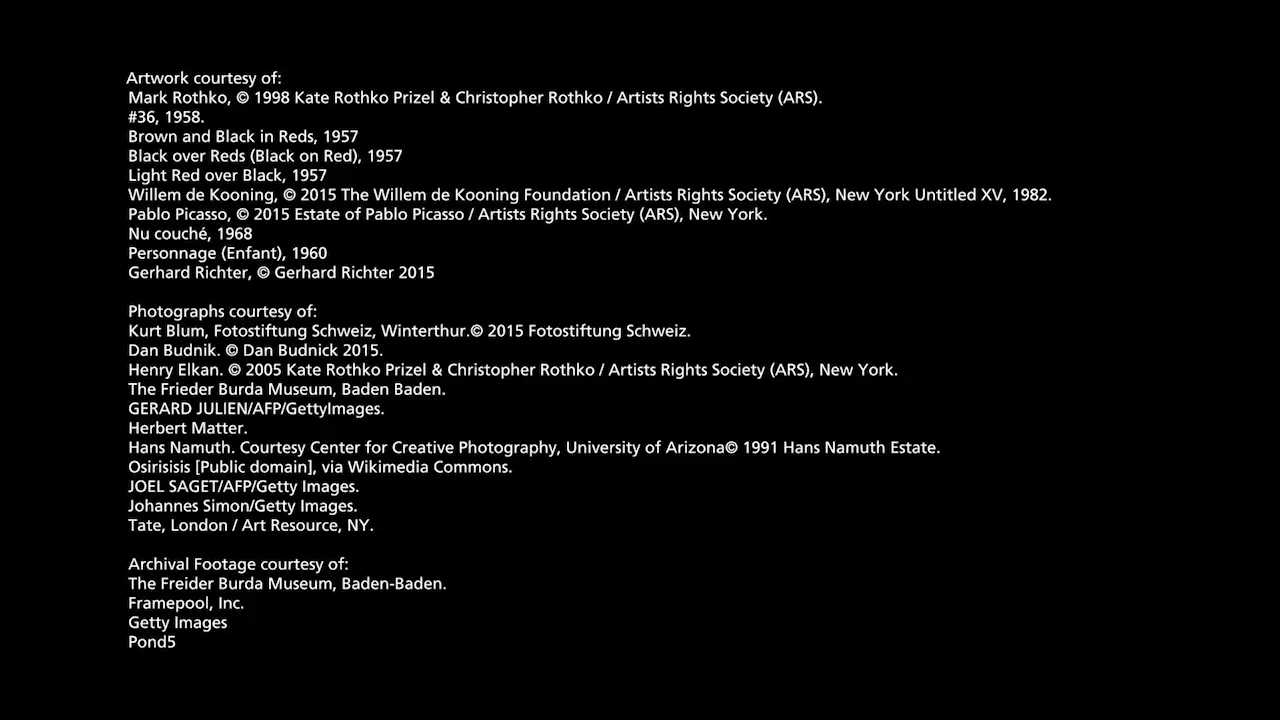 Artwork courtesy of:
Mark Rothko, © 1998 Kate Rothko Prizel & Christopher Rothko / Artists Rights Society (ARS).
#36, 1958.
Brown and Black in Reds, 1957
Black over Reds (Black on Red), 1957
Light Red over Black, 1957
Willem de Kooning, © 2015 The Willem de Kooning Foundation / Artists Rights Society (ARS), New York Untitled XV, 1982.
Pablo Picasso, © 2015 Estate of Pablo Picasso / Artists Rights Society (ARS), New York.
Nu couché, 1968
Personnage (Enfant), 1960
Gerhard Richter, © Gerhard Richter 2015
Photographs courtesy of:
Kurt Blum, Fotostiftung Schweiz, Winterthur.© 2015 Fotostiftung Schweiz.
Dan Budnik. © Dan Budnick 2015.
Henry Elkan. © 2005 Kate Rothko Prizel & Christopher Rothko / Artists Rights Society (ARS), New York.
The Frieder Burda Museum, Baden Baden.
GERARD JULIEN/AFP/GettyImages.
Herbert Matter.
Hans Namuth. Courtesy Center for Creative Photography, University of Arizona© 1991 Hans Namuth Estate.
Osirisisis [Public domain], via Wikimedia Commons.
JOEL SAGET/AFP/Getty Images.
Johannes Simon/Getty Images.
Tate, London / Art Resource, NY.
Archival Footage courtesy of:
The Freider Burda Museum, Baden-Baden.
Framepool, Inc.
Getty Images
Pond5